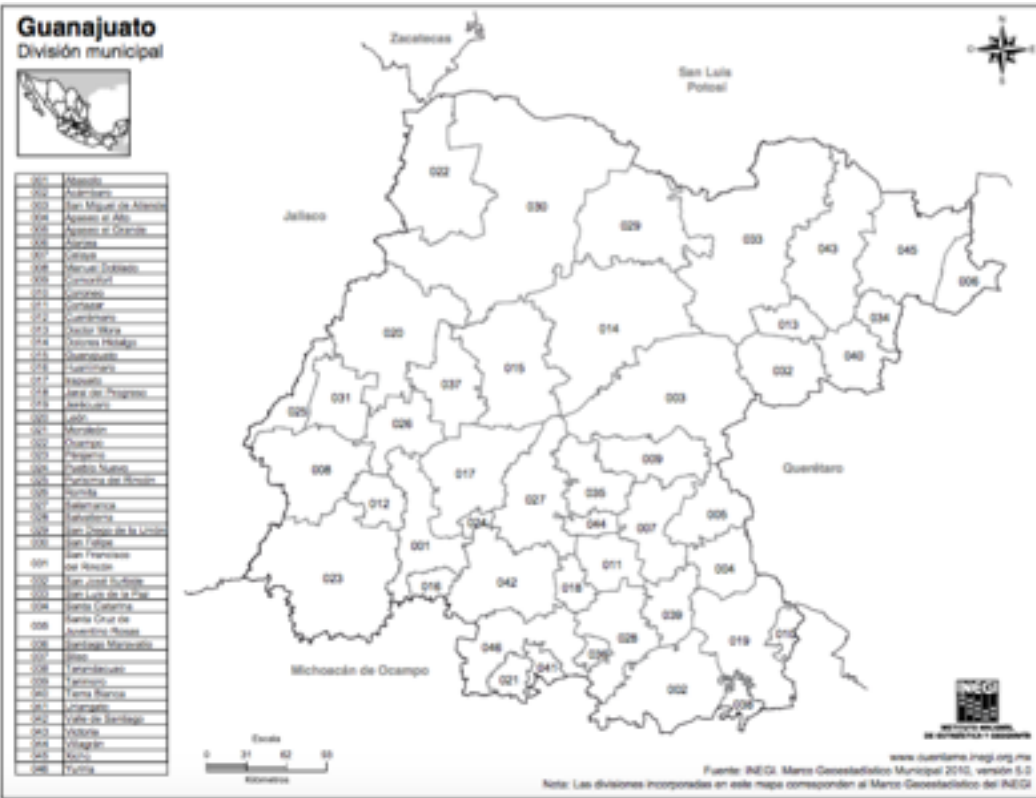 Guanajuato
División municipal
001 Abasolo
002 Acámbaro
003 San Miguel de Allende
004 Apaseo el Alto
005 Apaseo el Grande
006 Atarjea
007 Celaya
008 Manuel Doblado
009 Comonfort
010 Coroneo
011 Cortazar
012 Cuerámaro
013 Doctor Mora
014 Dolores Hidalgo
015 Guanajuato
016 Huanímaro
017 Irapuato
018 Jaral del Progreso
019 Jerécuaro
020 León
021 Moroleón
022 Ocampo
023 Pénjamo
024 Pueblo Nuevo
025 Purísima del Rincón
026 Romita
027 Salamanca
028 Salvatierra
029 San Diego de la Unión
030 San Felipe
031 San Francisco
del Rincón
032 San José Iturbide
033 San Luis de la Paz
034 Santa Catarina
035 Santa Cruz de
Juventino Rosas
036 Santiago Maravatío
037 Silao
038 Tarandacuao
039 Tarimoro
040 Tierra Blanca
041 Uriangato
042 Valle de Santiago
043 Victoria
044 Villagrán
045 Xichú
046 Yuriria
Zacatecas
San Luis
Potosí
Jalisco
Querétaro
Michoacán de Ocampo
N
S
022
030
029
033
043
045
006
034
013
040
032
014
020
015
037
031
025
026
003
008
017
009
012
027
035
005
024
044
007
001
011
004
023
016
042
018
039
028
019
010
046
036
041
021
002
038
Escala
0 31 62 93
Kilómetros
INEGI
INSTITUTO NACIONAL
DE ESTADÍSTICA Y GEOGRAFÍA
www.cuentame.inegi.org.mx
Fuente: INEGI. Marco Geoestadístico Municipal 2010, versión 5.0
Nota: Las divisiones incorporadas en este mapa corresponden al Marco Geoestadístico del INEGI